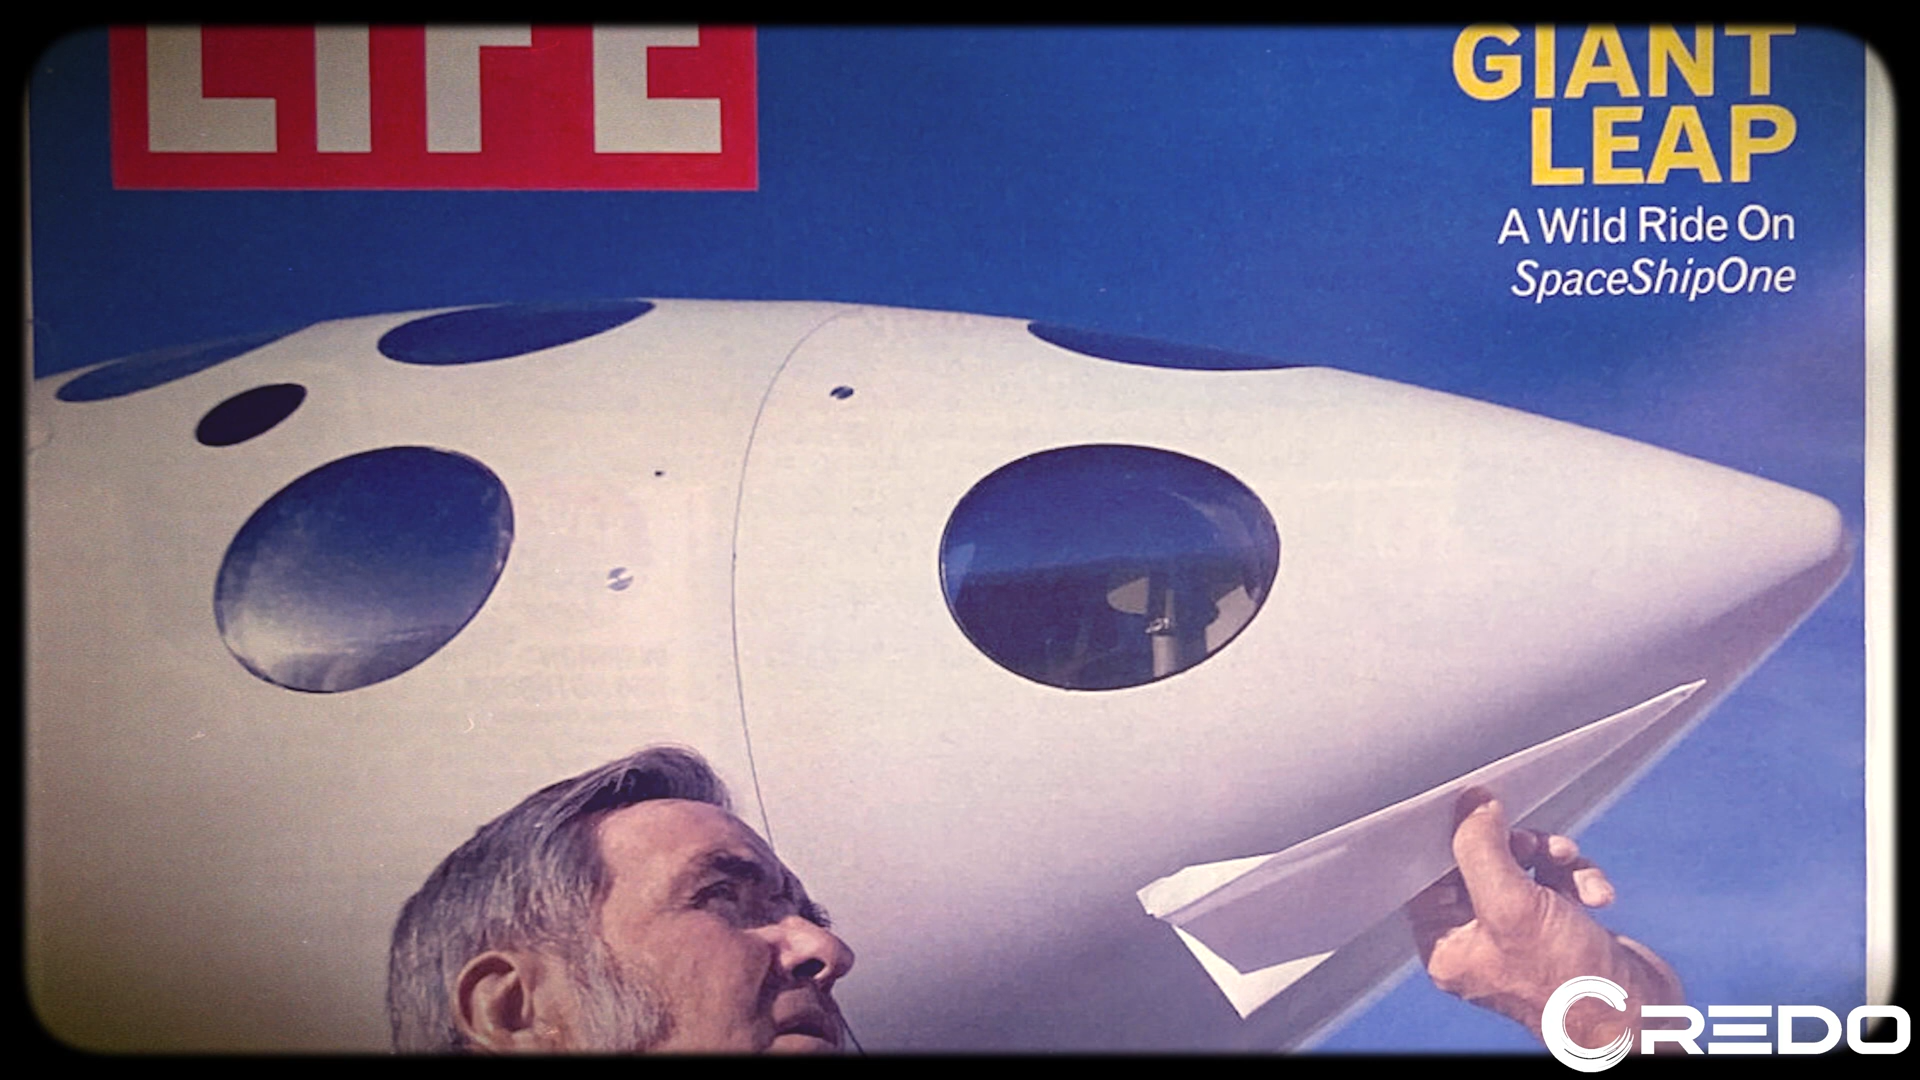 LIFE
GIANT
LEAP
A Wild Ride On
SpaceShipOne
CREDO